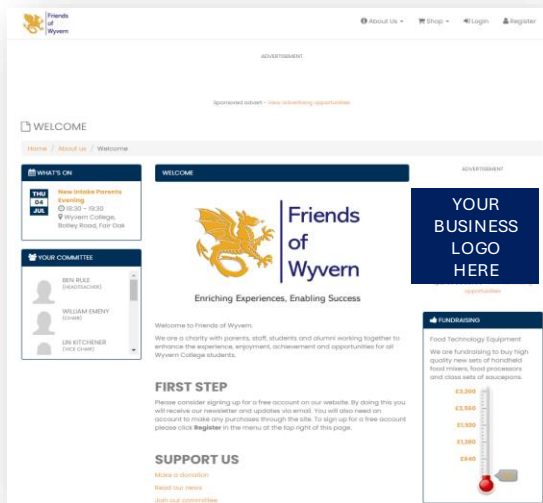 Friends
of
Wyvern
About Us
Shop
Login
Register
ADVERTISEMENT
Sponsored advert - View advertising opportunities
WELCOME
Home / About us / Welcome
WHAT'S ON
THU
04
JUL
New Intake Parents
Evening
18:30 - 19:30
Wyvern College,
Botley Road, Fair Oak
YOUR COMMITTEE
BEN RULE
(HEADTEACHER)
WILLIAM EMENY
(CHAIR)
LIN KITCHENER
(VICE CHAIR)
WELCOME
Friends
of
Wyvern
Enriching Experiences, Enabling Success
Welcome to Friends of Wyvern.
We are a charity with parents, staff, students and alumni working together to
enhance the experience, enjoyment, achievement and opportunities for all
Wyvern College students.
FIRST STEP
Please consider signing up for a free account on our website. By doing this you
will receive our newsletter and updates via email. You will also need an
account to make any purchases through the site. To sign up for a free account
please click Register in the menu at the top right of this page.
SUPPORT US
Make a donation
Read our news
Join our committee
ADVERTISEMENT
YOUR
BUSINESS
LOGO
HERE
opportunities
FUNDRAISING
Food Technology Equipment
We are fundraising to buy high
quality new sets of handheld
food mixers, food processors
and class sets of saucepans.
£3,200
£1,920
£1,280
£640